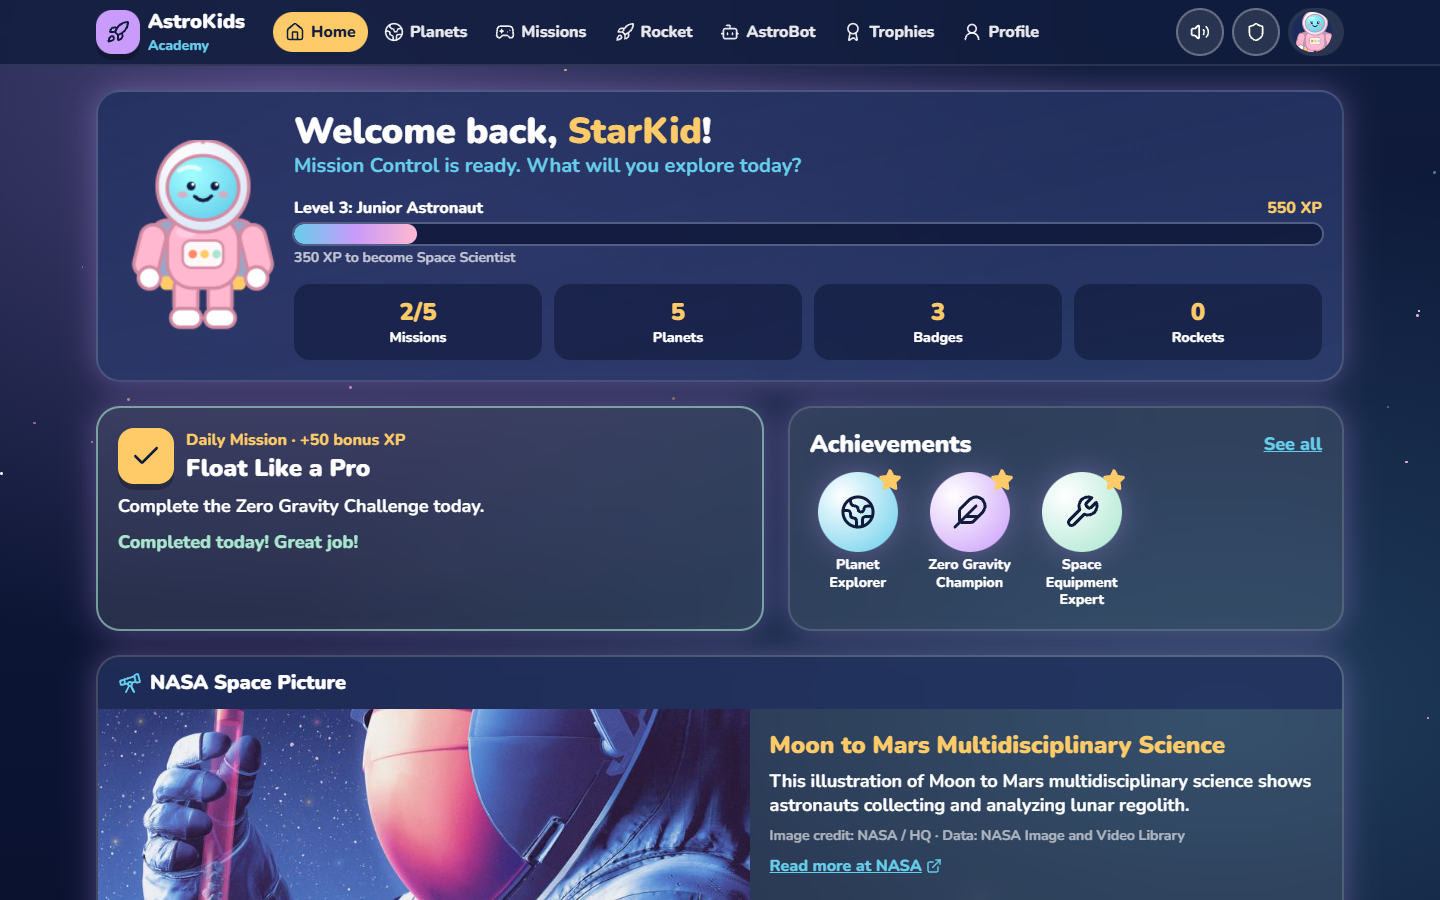 AstroKids
Academy
Home
Planets
Missions
Rocket
AstroBot
Trophies
Profile
Welcome back, StarKid!
Mission Control is ready. What will you explore today?
Level 3: Junior Astronaut
550 XP
350 XP to become Space Scientist
2/5
Missions
5
Planets
3
Badges
0
Rockets
Daily Mission · +50 bonus XP
Float Like a Pro
Complete the Zero Gravity Challenge today.
Completed today! Great job!
Achievements
See all
Planet
Explorer
Zero Gravity
Champion
Space
Equipment
Expert
NASA Space Picture
Moon to Mars Multidisciplinary Science
This illustration of Moon to Mars multidisciplinary science shows
astronauts collecting and analyzing lunar regolith.
Image credit: NASA / HQ · Data: NASA Image and Video Library
Read more at NASA